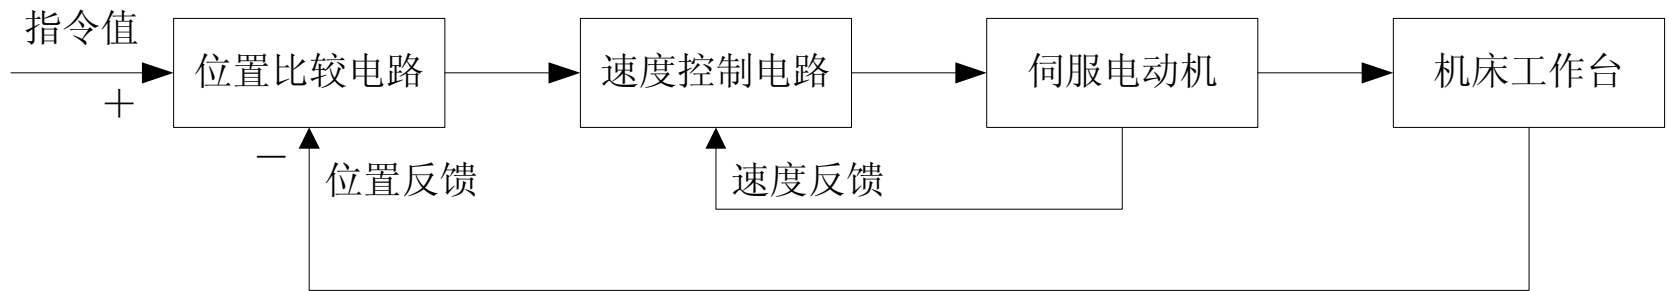 指令值
+
位置比较电路
速度控制电路
伺服电动机
机床工作台
−
位置反馈
速度反馈